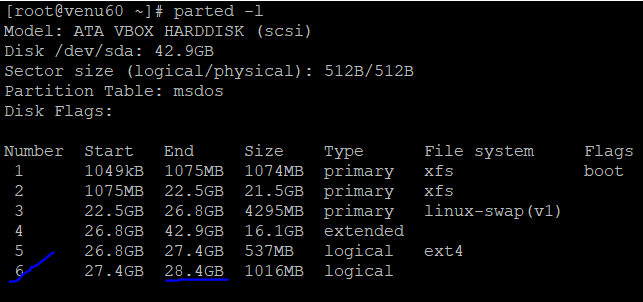 [root@venu60 ~]# parted -l
Model: ATA VBOX HARDDISK (scsi)
Disk /dev/sda: 42.9GB
Sector size (logical/physical): 512B/512B
Partition Table: msdos
Disk Flags:
Number Start End Size Type File system Flags
1 1049kB 1075MB 1074MB primary xfs boot
2 1075MB 22.5GB 21.5GB primary xfs
3 22.5GB 26.8GB 4295MB primary linux-swap(v1)
4 26.8GB 42.9GB 16.1GB extended
5 26.8GB 27.4GB 537MB logical ext4
6 27.4GB 28.4GB 1016MB logical